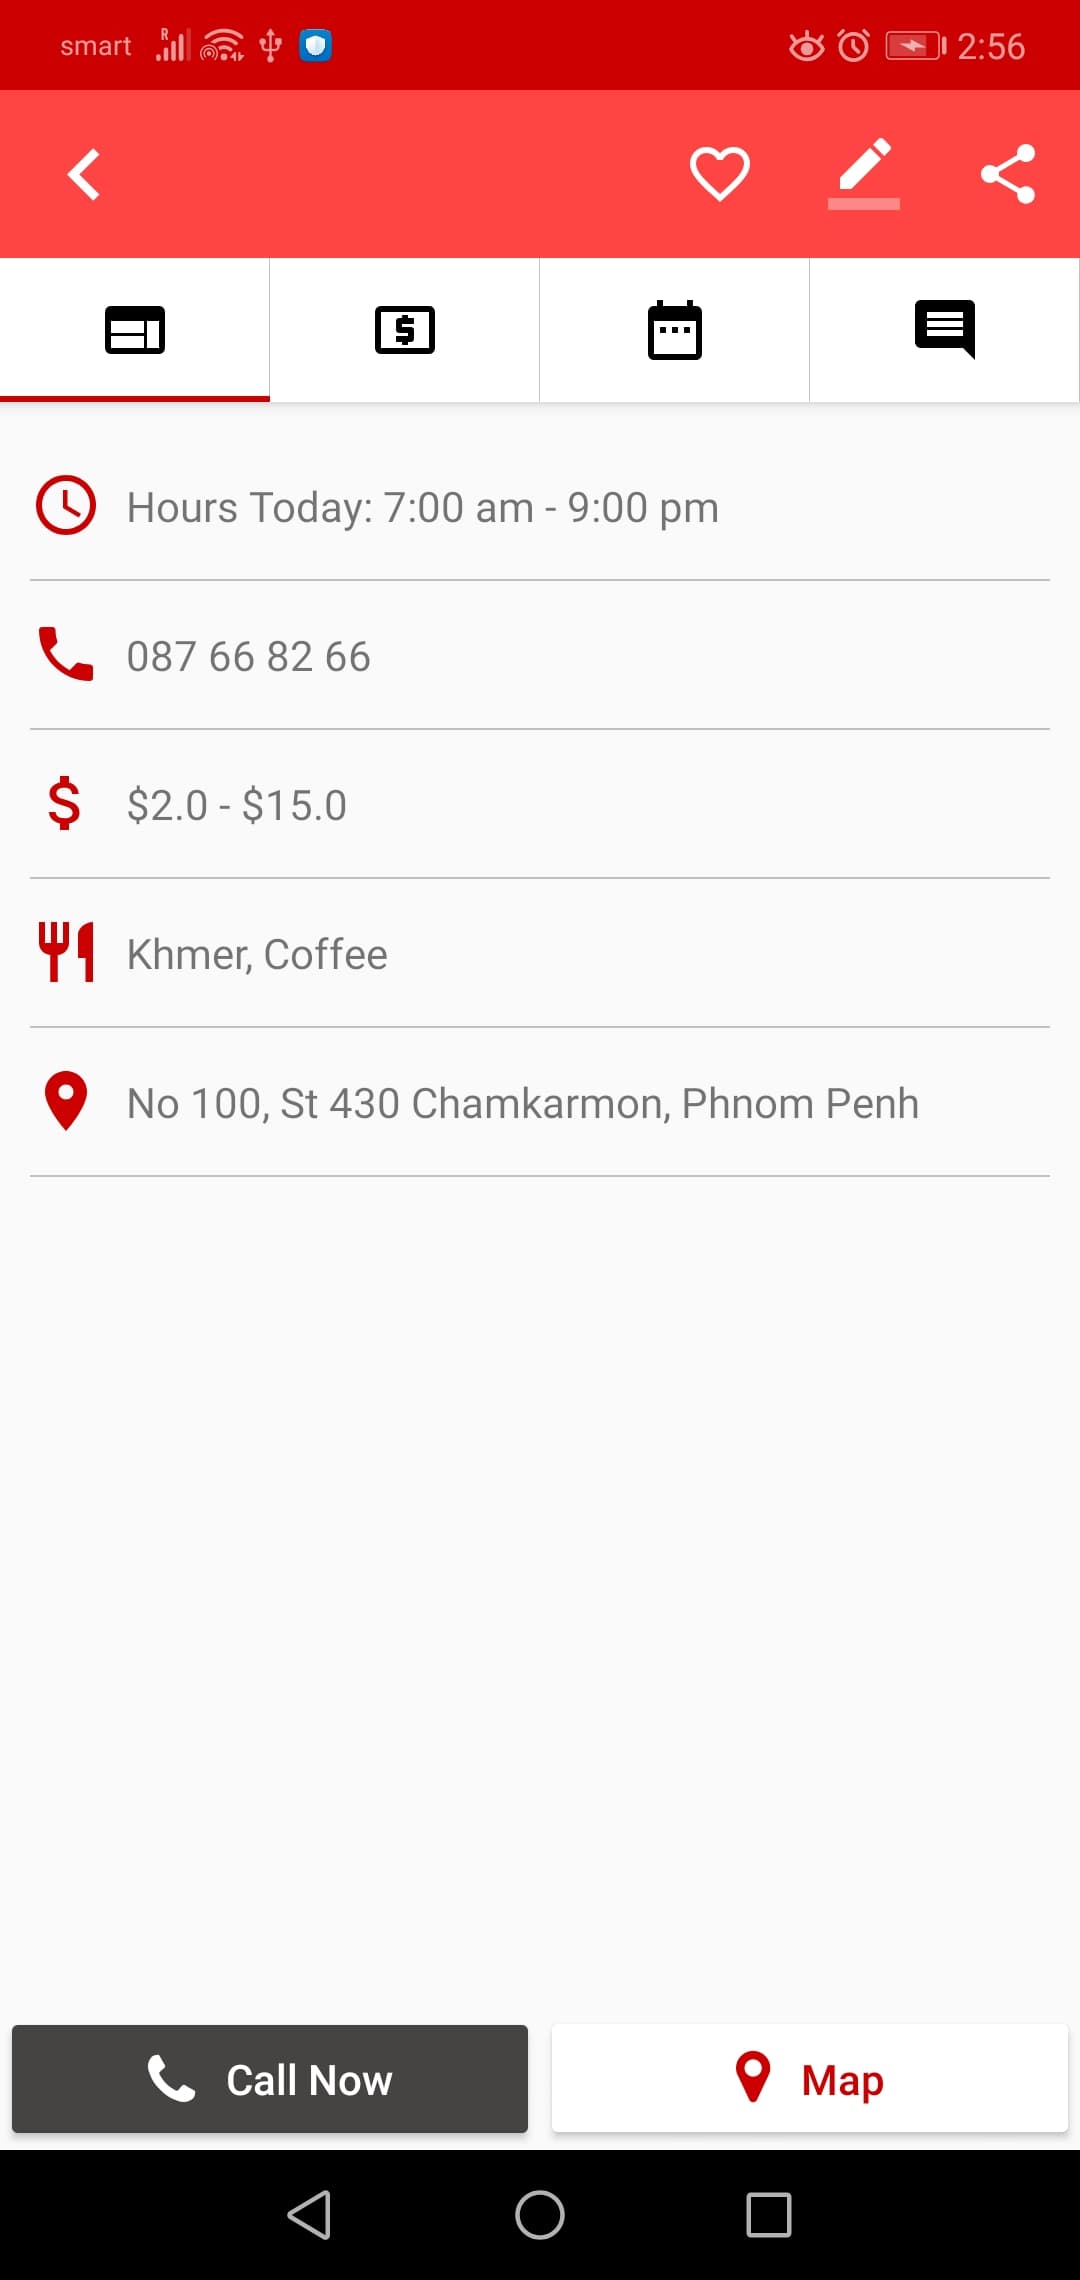 smart R 2:56
Hours Today: 7:00 am - 9:00 pm
087 66 82 66
$2.0 - $15.0
Khmer, Coffee
No 100, St 430 Chamkarmon, Phnom Penh
Call Now Map